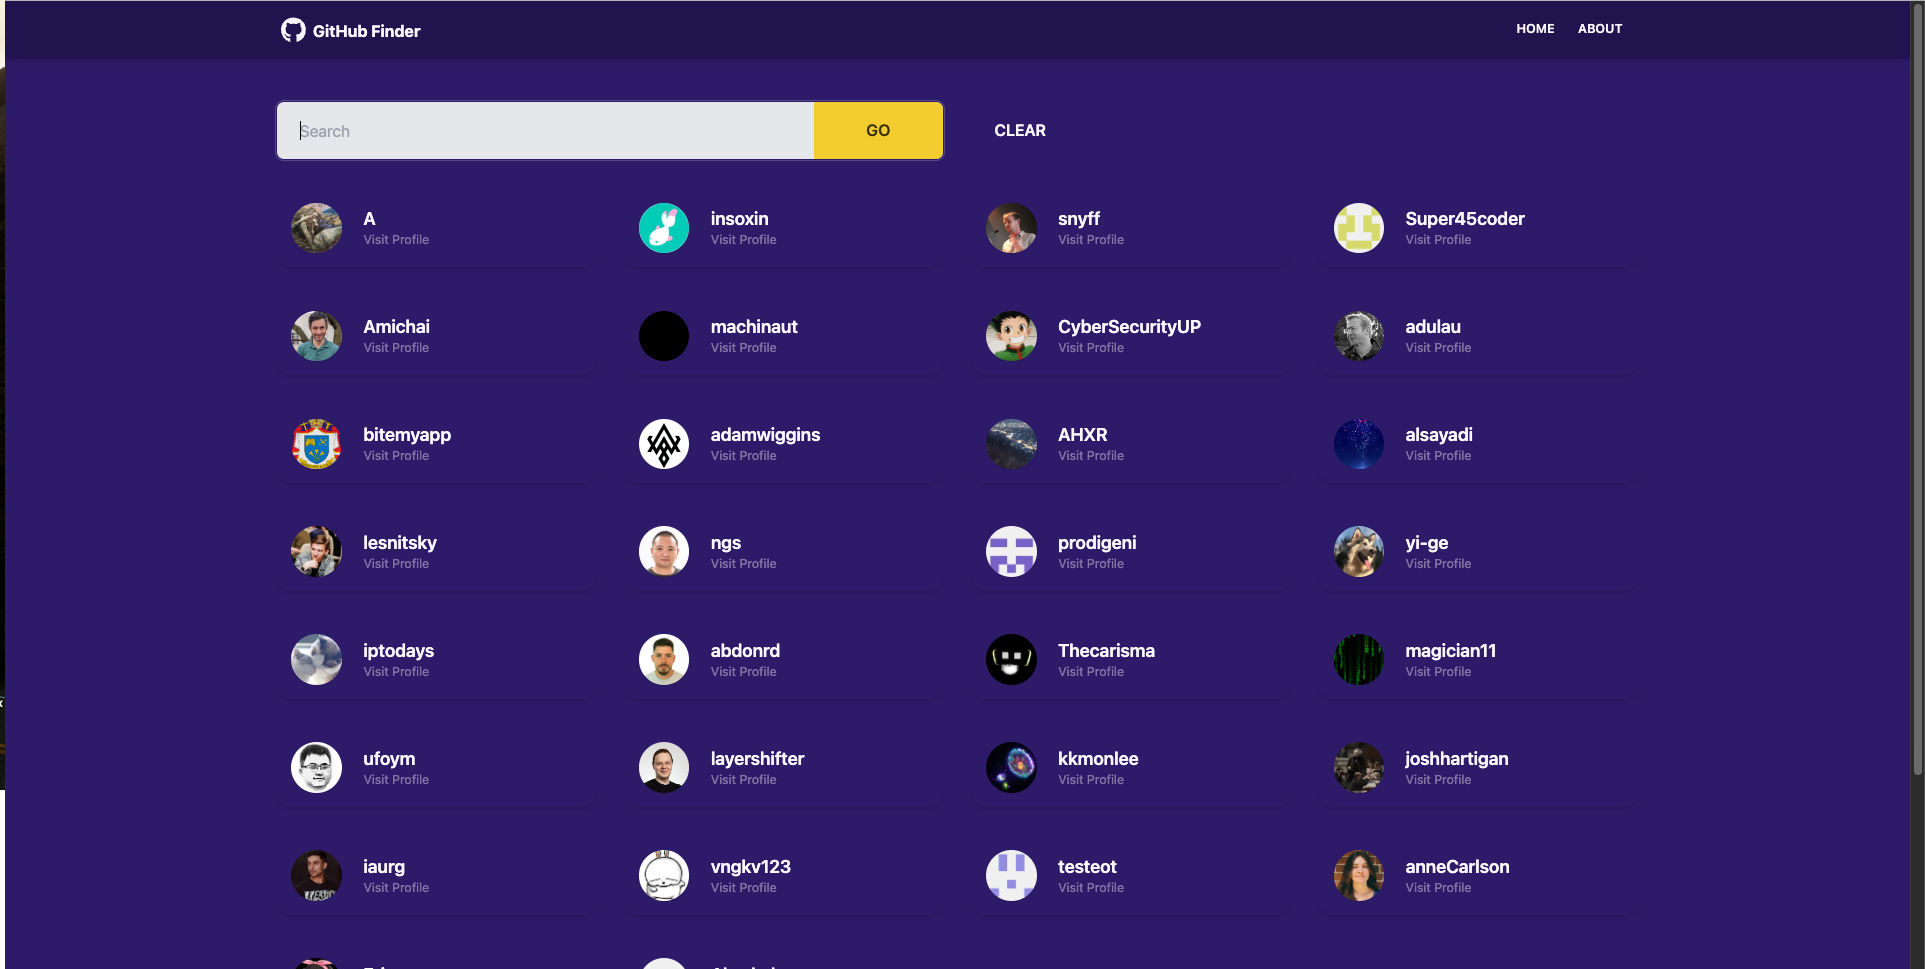 GitHub Finder
HOME
ABOUT
Search
GO
CLEAR
A
Visit Profile
insoxin
Visit Profile
snyff
Visit Profile
Super45coder
Visit Profile
Amichai
Visit Profile
machinaut
Visit Profile
CyberSecurityUP
Visit Profile
adulau
Visit Profile
bitemyapp
Visit Profile
adamwiggins
Visit Profile
AHXR
Visit Profile
alsayadi
Visit Profile
lesnitsky
Visit Profile
ngs
Visit Profile
prodigeni
Visit Profile
yi-ge
Visit Profile
iptodays
Visit Profile
abdonrd
Visit Profile
Thecarisma
Visit Profile
magician11
Visit Profile
ufoym
Visit Profile
layershifter
Visit Profile
kkmonlee
Visit Profile
joshhartigan
Visit Profile
iaurg
Visit Profile
vngkv123
Visit Profile
testeot
Visit Profile
anneCarlson
Visit Profile